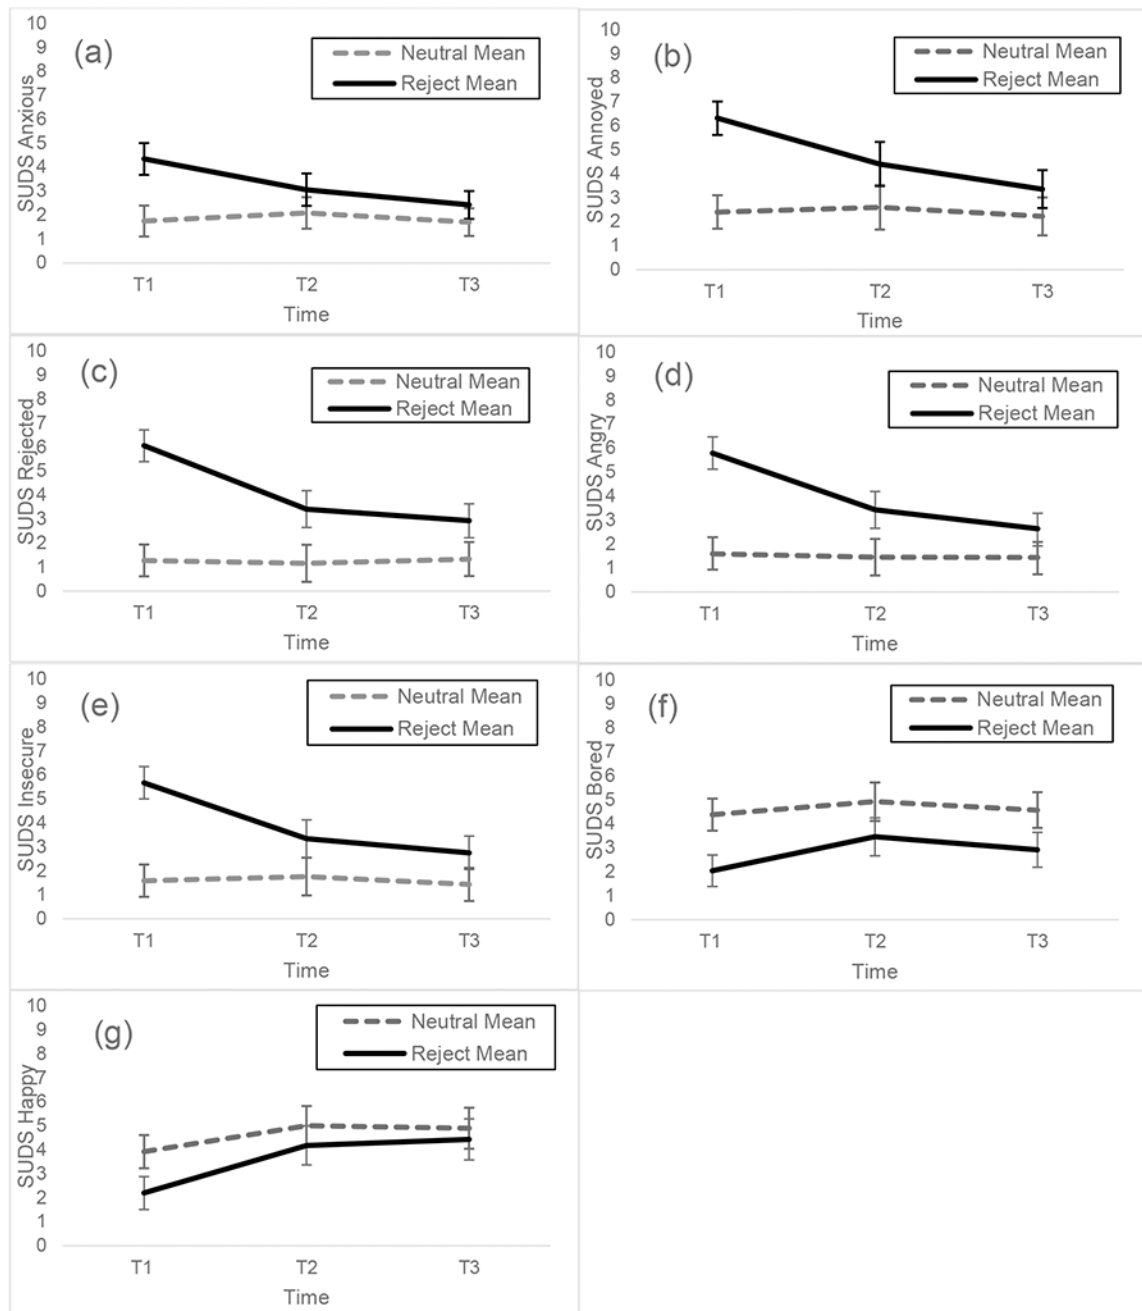 (a)
SUDS Anxious
10
9
8
7
6
5
4
3
2
1
0
Neutral Mean
Reject Mean
T1 T2 T3
Time
(b)
SUDS Annoyed
10
9
8
7
6
5
4
3
2
1
0
Neutral Mean
Reject Mean
T1 T2 T3
Time
(c)
SUDS Rejected
10
9
8
7
6
5
4
3
2
1
0
Neutral Mean
Reject Mean
T1 T2 T3
Time
(d)
SUDS Angry
10
9
8
7
6
5
4
3
2
1
0
Neutral Mean
Reject Mean
T1 T2 T3
Time
(e)
SUDS Insecure
10
9
8
7
6
5
4
3
2
1
0
Neutral Mean
Reject Mean
T1 T2 T3
Time
(f)
SUDS Bored
10
9
8
7
6
5
4
3
2
1
0
Neutral Mean
Reject Mean
T1 T2 T3
Time
(g)
SUDS Happy
10
9
8
7
6
5
4
3
2
1
0
Neutral Mean
Reject Mean
T1 T2 T3
Time